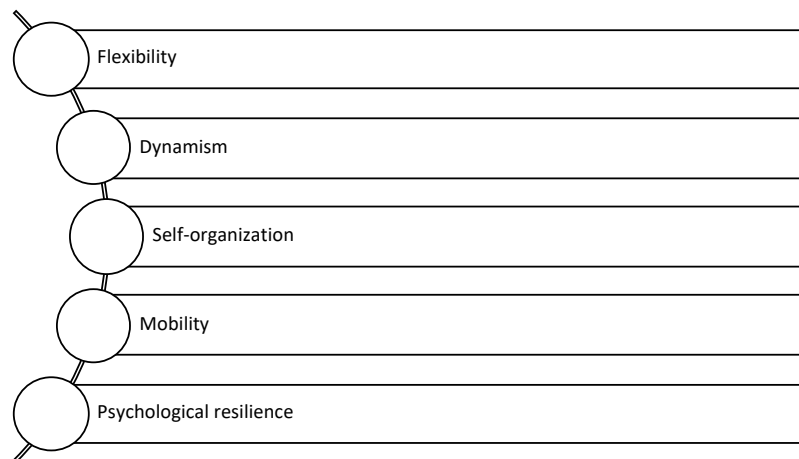 Flexibility
Dynamism
Self-organization
Mobility
Psychological resilience